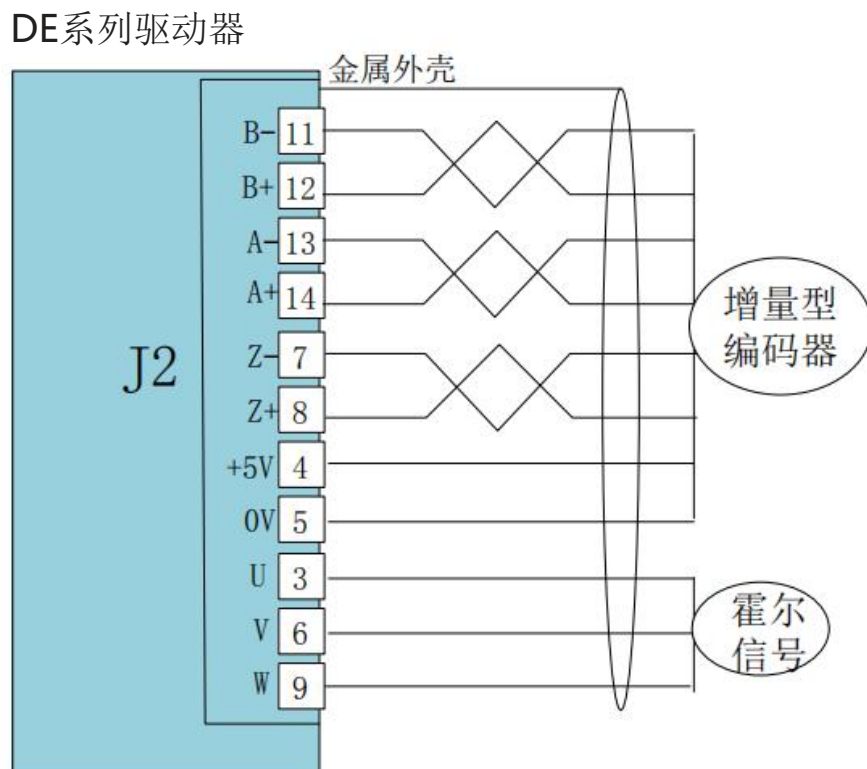 DE系列驱动器
金属外壳
B- 11
B+ 12
A- 13
A+ 14
Z- 7
Z+ 8
+5V 4
0V 5
U 3
V 6
W 9
J2
增量型
编码器
霍尔
信号